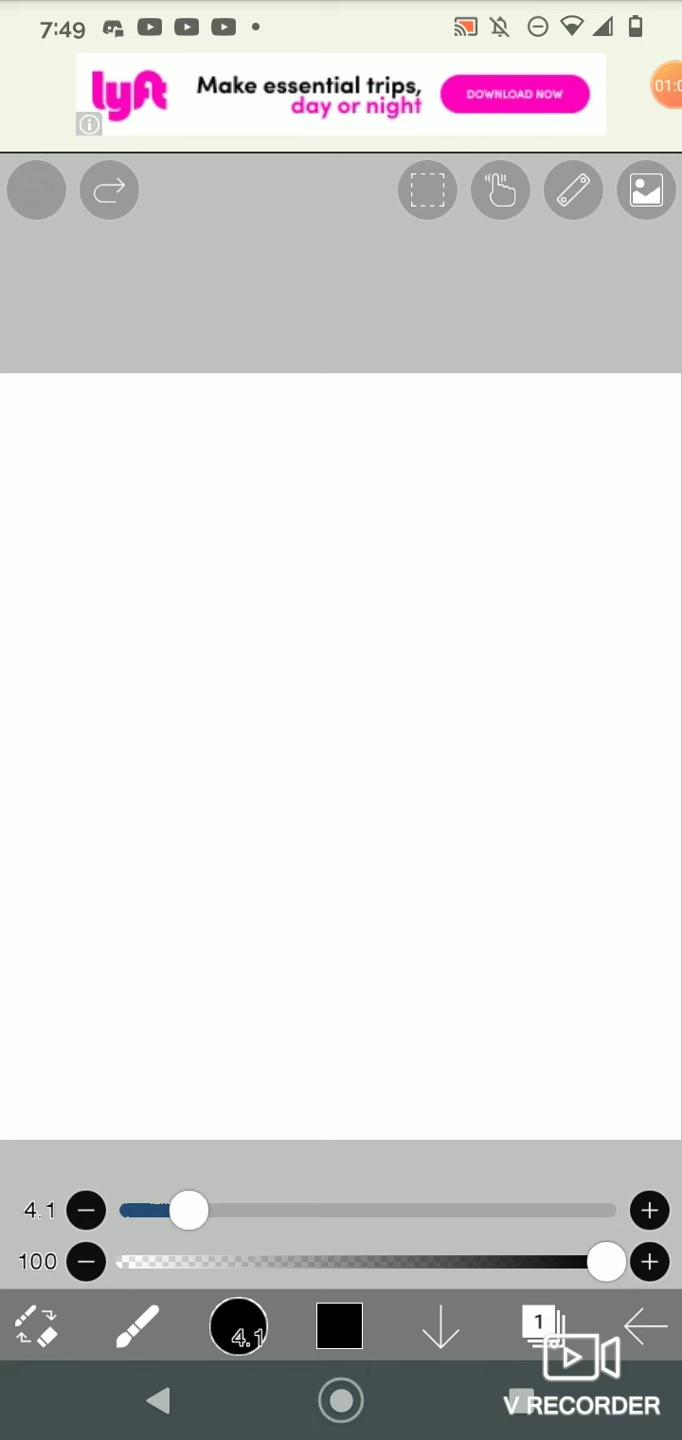 7:49
lyft
Make essential trips,
day or night
DOWNLOAD NOW
4.1
100
4.1
1
V RECORDER